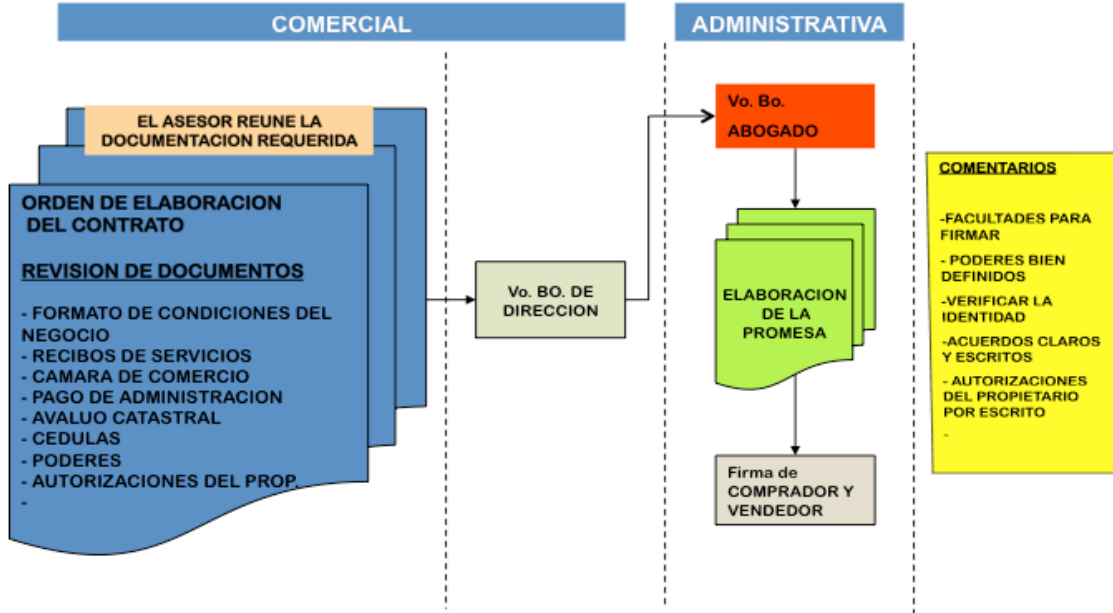 COMERCIAL
ADMINISTRATIVA
EL ASESOR REUNE LA
DOCUMENTACION REQUERIDA
ORDEN DE ELABORACION
DEL CONTRATO
REVISION DE DOCUMENTOS
- FORMATO DE CONDICIONES DEL
NEGOCIO
- RECIBOS DE SERVICIOS
- CAMARA DE COMERCIO
- PAGO DE ADMINISTRACION
- AVALUO CATASTRAL
- CEDULAS
- PODERES
- AUTORIZACIONES DEL PROP.
-
Vo. BO. DE
DIRECCION
Vo. Bo.
ABOGADO
ELABORACION
DE LA
PROMESA
Firma de
COMPRADOR Y
VENDEDOR
COMENTARIOS
-FACULTADES PARA
FIRMAR
- PODERES BIEN
DEFINIDOS
-VERIFICAR LA
IDENTIDAD
-ACUERDOS CLAROS
Y ESCRITOS
- AUTORIZACIONES
DEL PROPIETARIO
POR ESCRITO
-